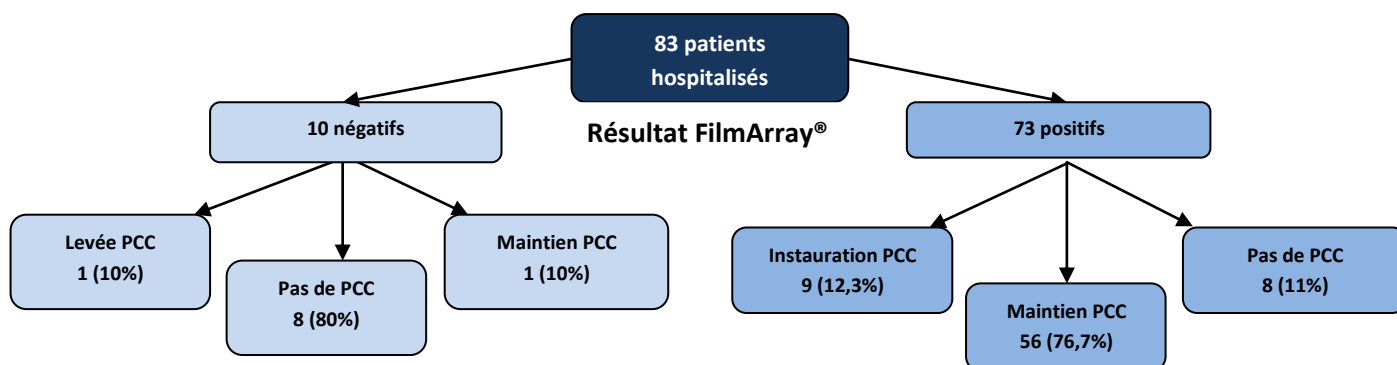 83 patients
hospitalisés
Résultat FilmArray®
10 négatifs
73 positifs
Levée PCC
1 (10%)
Pas de PCC
8 (80%)
Maintien PCC
1 (10%)
Instauration PCC
9 (12,3%)
Maintien PCC
56 (76,7%)
Pas de PCC
8 (11%)